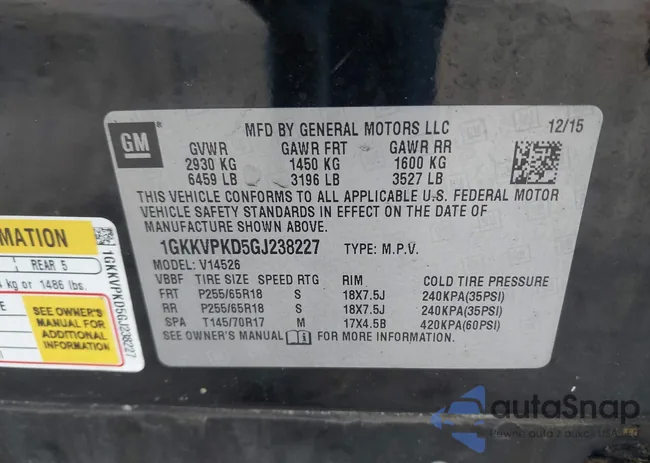 GM
MFD BY GENERAL MOTORS LLC 12/15
GVWR GAWR FRT GAWR RR
2930 KG 1450 KG 1600 KG
6459 LB 3196 LB 3527 LB
THIS VEHICLE CONFORMS TO ALL APPLICABLE U.S. FEDERAL MOTOR
VEHICLE SAFETY STANDARDS IN EFFECT ON THE DATE OF
MANUFACTURE SHOWN ABOVE.
1GKKVPKD5GJ238227 TYPE: M.P.V.
MODEL: V14526
VBBF TIRE SIZE SPEED RTG RIM COLD TIRE PRESSURE
FRT P255/65R18 S 18X7.5J 240KPA(35PSI)
RR P255/65R18 S 18X7.5J 240KPA(35PSI)
SPA T145/70R17 M 17X4.5B 420KPA(60PSI)
SEE OWNER'S MANUAL FOR MORE INFORMATION.
REAR 5
kg or 1486 lbs.
SEE OWNER'S
MANUAL FOR
ADDITIONAL
INFORMATION
1GKKVPKD5GJ238227
autaSnap